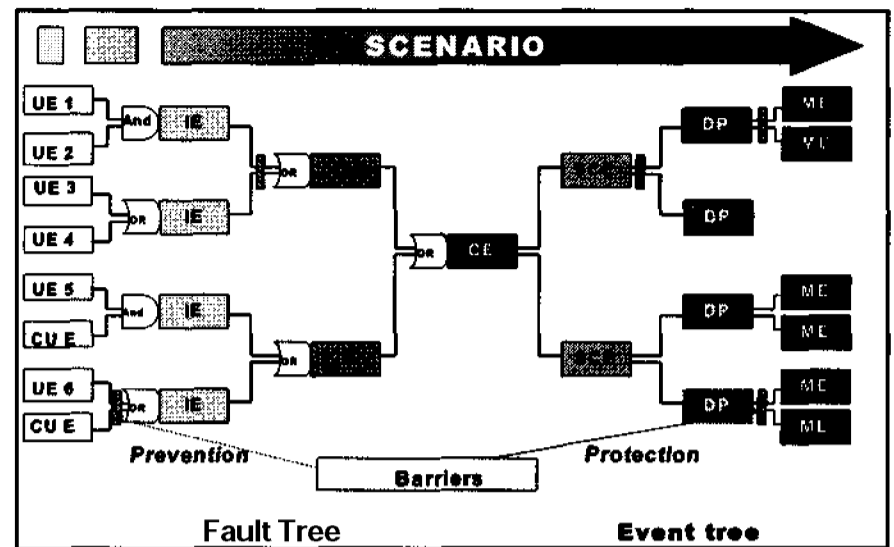 SCENARIO
UE 1
And
IE
UE 2
UE 3
OR
IE
UE 4
OR
UE 5
And
IE
CU E
UE 6
OR
IE
CU E
OR
OR
CE
DP
ME
ME
DP
DP
ME
ME
DP
ME
ME
Prevention
Protection
Barriers
Fault Tree
Event tree